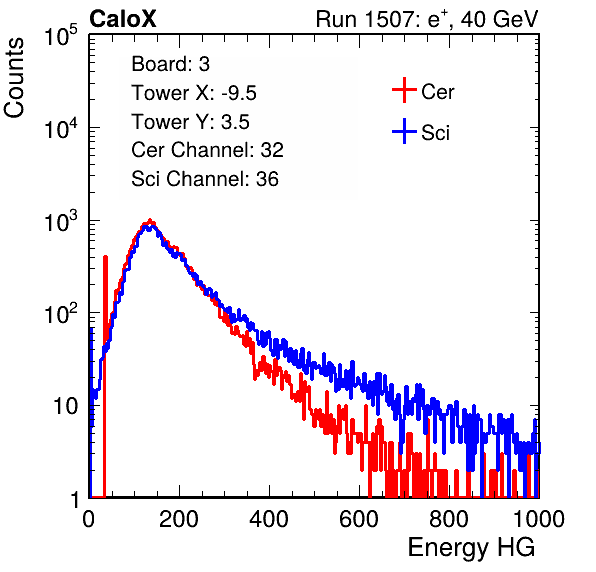 CaloX Run 1507: e⁺, 40 GeV
Counts
Board: 3
Tower X: -9.5
Tower Y: 3.5
Cer Channel: 32
Sci Channel: 36
Cer
Sci
10⁵
10⁴
10³
10²
10
1
0 200 400 600 800 1000
Energy HG